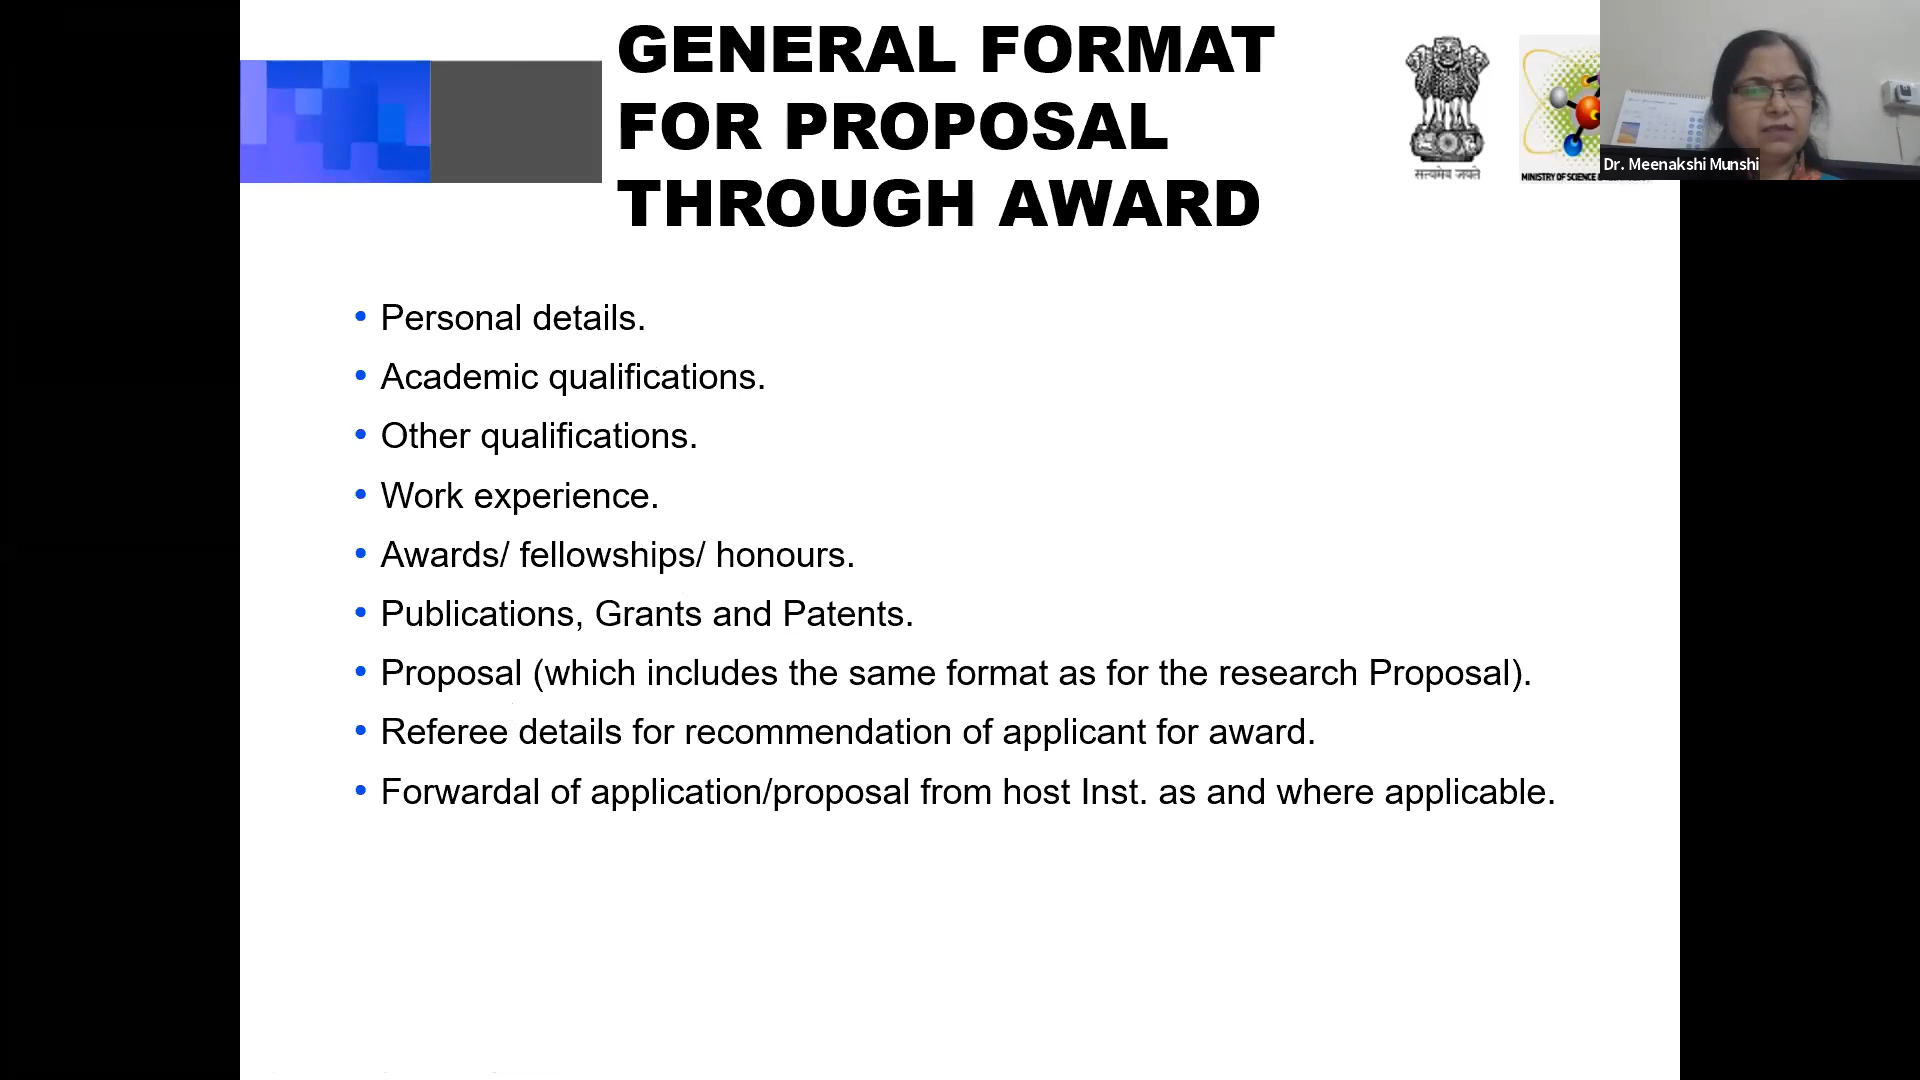 GENERAL FORMAT
FOR PROPOSAL
THROUGH AWARD
सत्यमेव जयते
MINISTRY OF SCIENCE
Dr. Meenakshi Munshi
• Personal details.
• Academic qualifications.
• Other qualifications.
• Work experience.
• Awards/ fellowships/ honours.
• Publications, Grants and Patents.
• Proposal (which includes the same format as for the research Proposal).
• Referee details for recommendation of applicant for award.
• Forwardal of application/proposal from host Inst. as and where applicable.